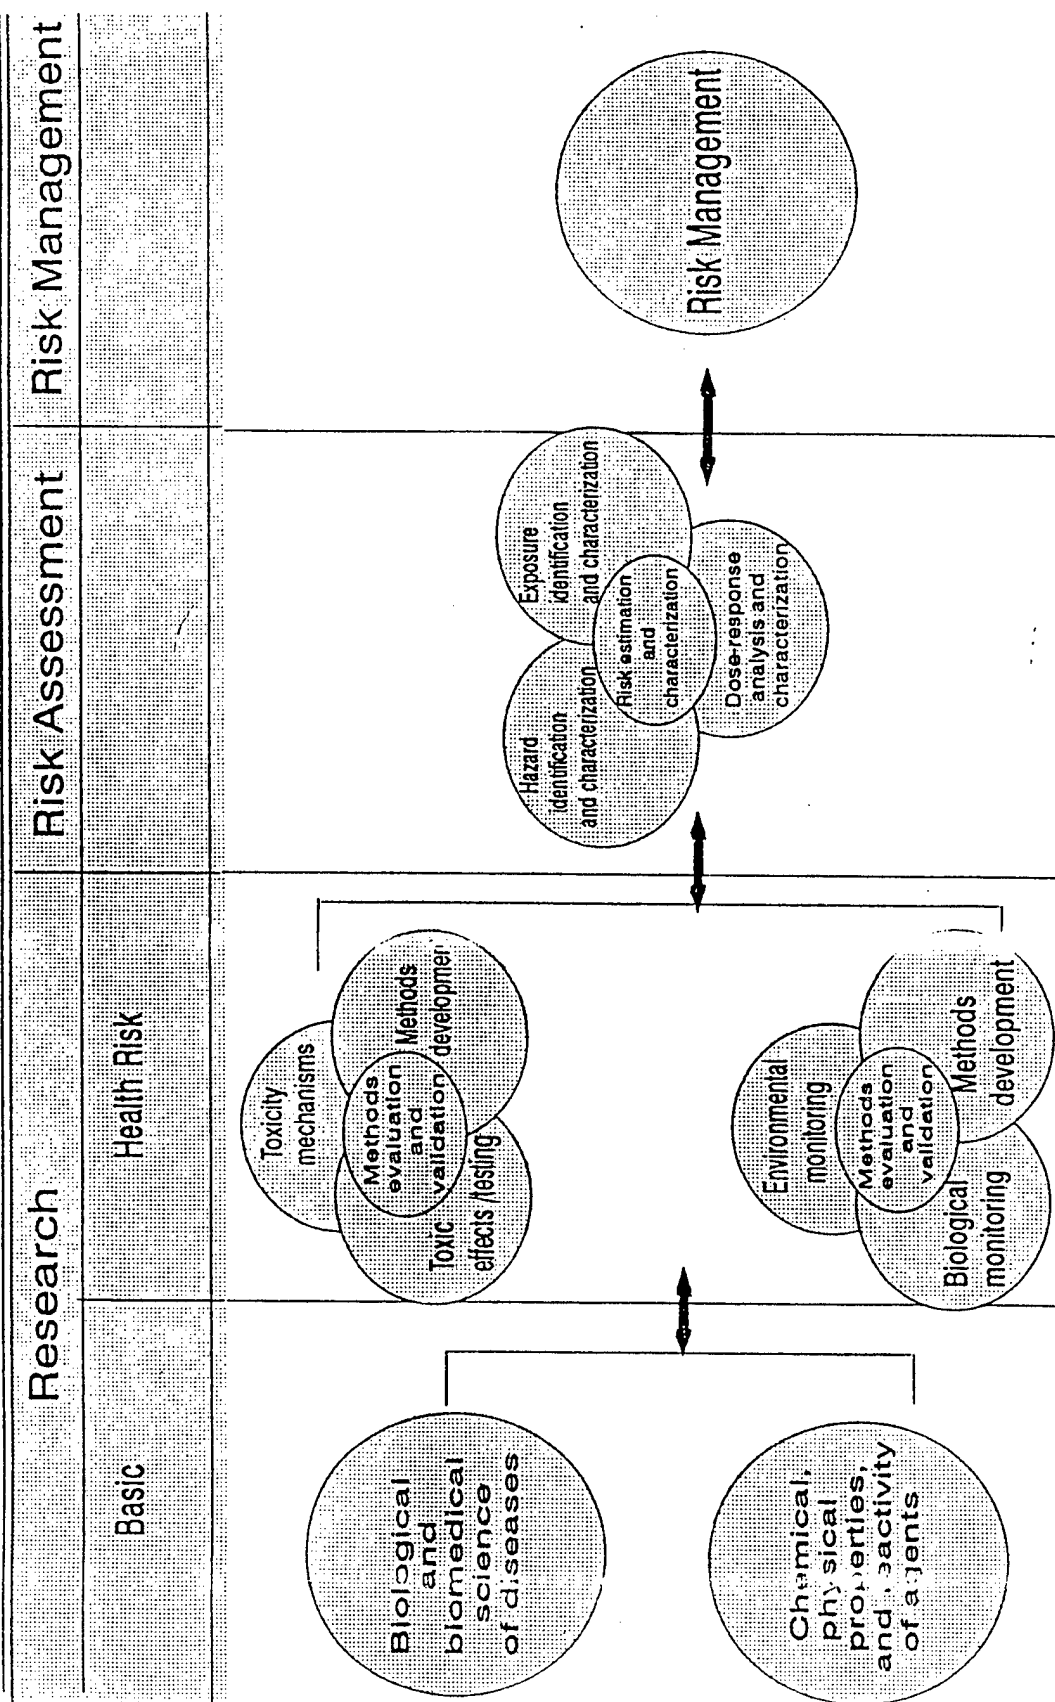 Research
Risk Assessment
Risk Management
Basic
Health Risk
Biological
and
biomedical
science
of diseases
Chemical,
physical
properties,
and reactivity
of agents
Toxicity
mechanisms
Methods
evaluation
and
validation
Toxic
effects /testing
Methods
developmen
Environmental
monitoring
Methods
evaluation
and
validation
Biological
monitoring
Methods
development
Hazard
identification
and characterization
Exposure
identification
and characterization
Risk estimation
and
characterization
Dose-response
analysis and
characterization
Risk Management